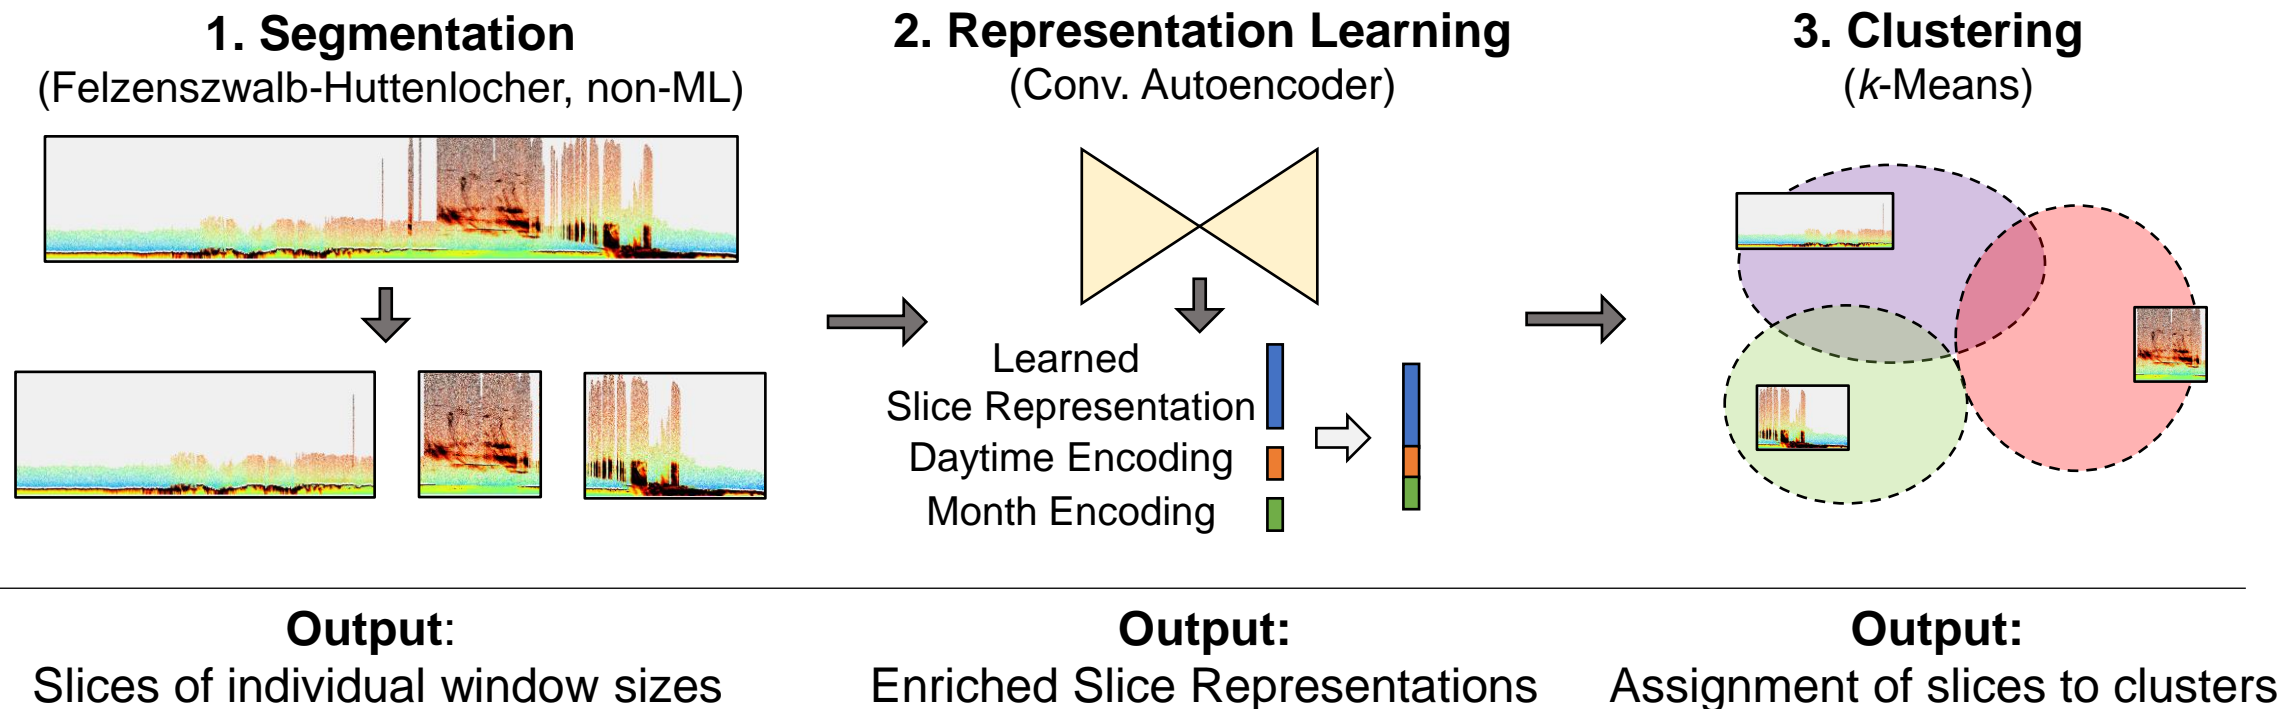 1. Segmentation
(Felzenszwalb-Huttenlocher, non-ML)
2. Representation Learning
(Conv. Autoencoder)
Learned
Slice Representation
Daytime Encoding
Month Encoding
3. Clustering
(k-Means)
Output:
Slices of individual window sizes
Output:
Enriched Slice Representations
Output:
Assignment of slices to clusters